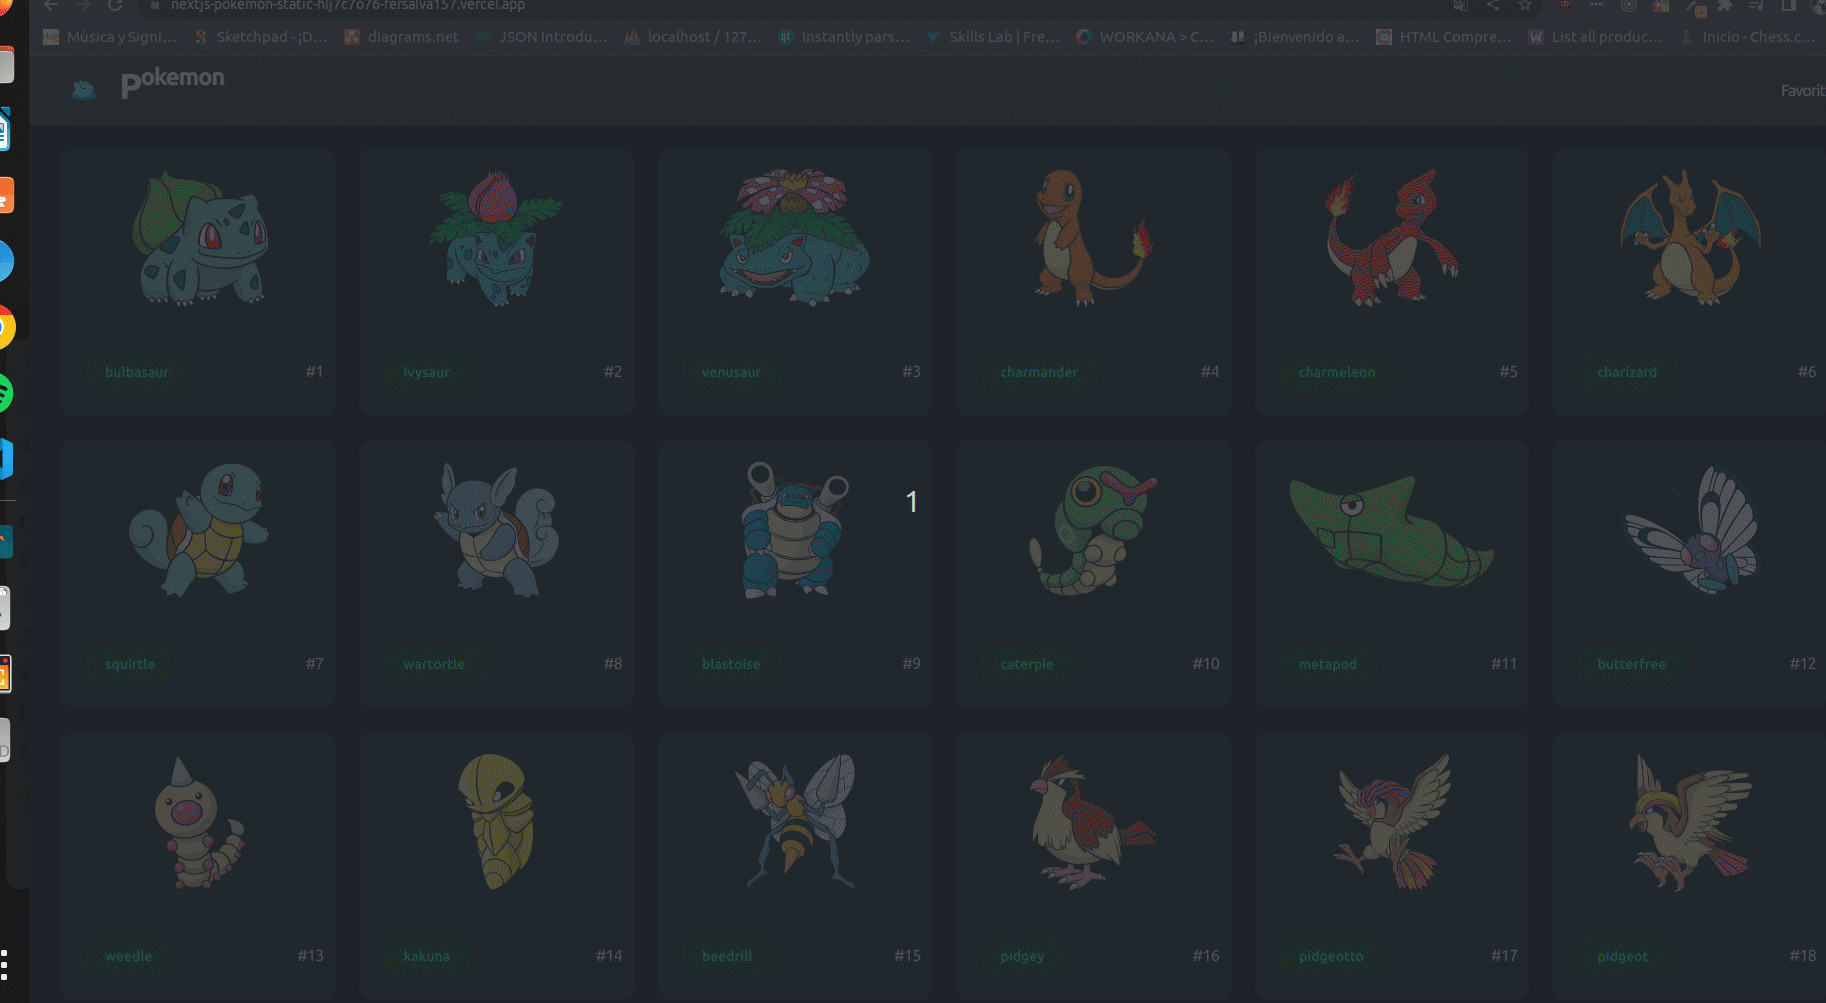 nextjs-pokemon-static-hlj7c7o76-fersalva157.vercel.app
Música y Signi... Sketchpad - ¡D... diagrams.net JSON Introdu... localhost / 127... Instantly pars... Skills Lab | Fre... WORKANA > C... ¡Bienvenido a... HTML Compre... List all produc... Inicio - Chess.c...
Pokemon Favorit
bulbasaur #1 ivysaur #2 venusaur #3 charmander #4 charmeleon #5 charizard #6
1
squirtle #7 wartortle #8 blastoise #9 caterpie #10 metapod #11 butterfree #12
weedle #13 kakuna #14 beedrill #15 pidgey #16 pidgeotto #17 pidgeot #18